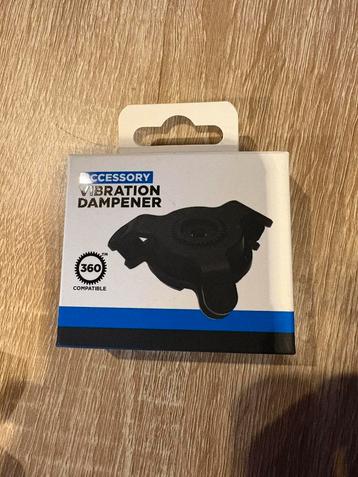 ACCESSORY
VIBRATION
DAMPENER
360
COMPATIBLE